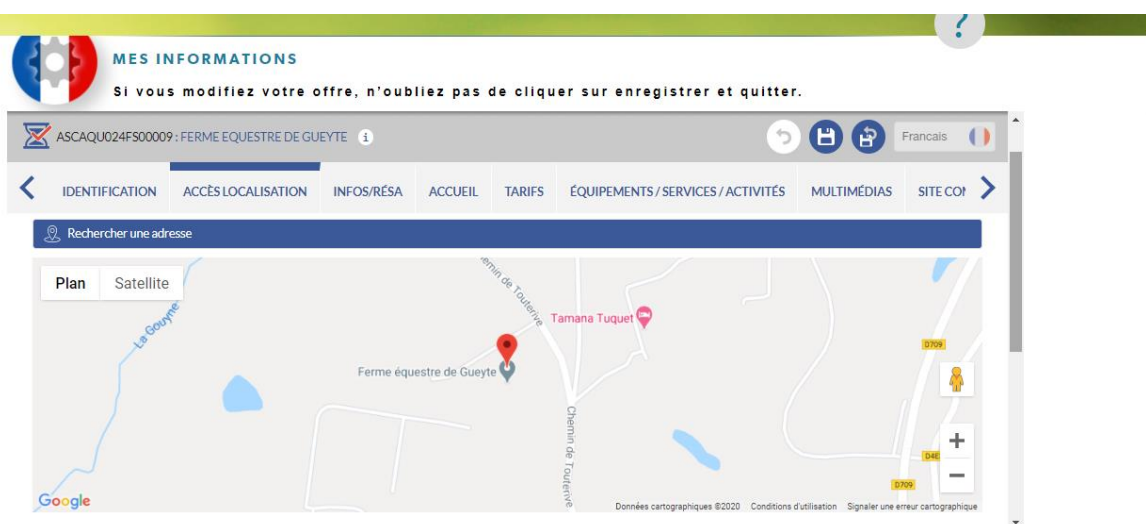 ?
MES INFORMATIONS
Si vous modifiez votre offre, n'oubliez pas de cliquer sur enregistrer et quitter.
ASCAQU024FS00009 : FERME EQUESTRE DE GUEYTE i
Francais
IDENTIFICATION ACCÈS LOCALISATION INFOS/RÉSA ACCUEIL TARIFS ÉQUIPEMENTS / SERVICES / ACTIVITÉS MULTIMÉDIAS SITE
Rechercher une adresse
Plan Satellite
La Gouyne
Chemin de Touterive
Tamana Tuquet
D709
Ferme équestre de Gueyte
Chemin de Touterive
+
D709
−
Google
Données cartographiques ©2020 Conditions d'utilisation Signaler une erreur cartographique